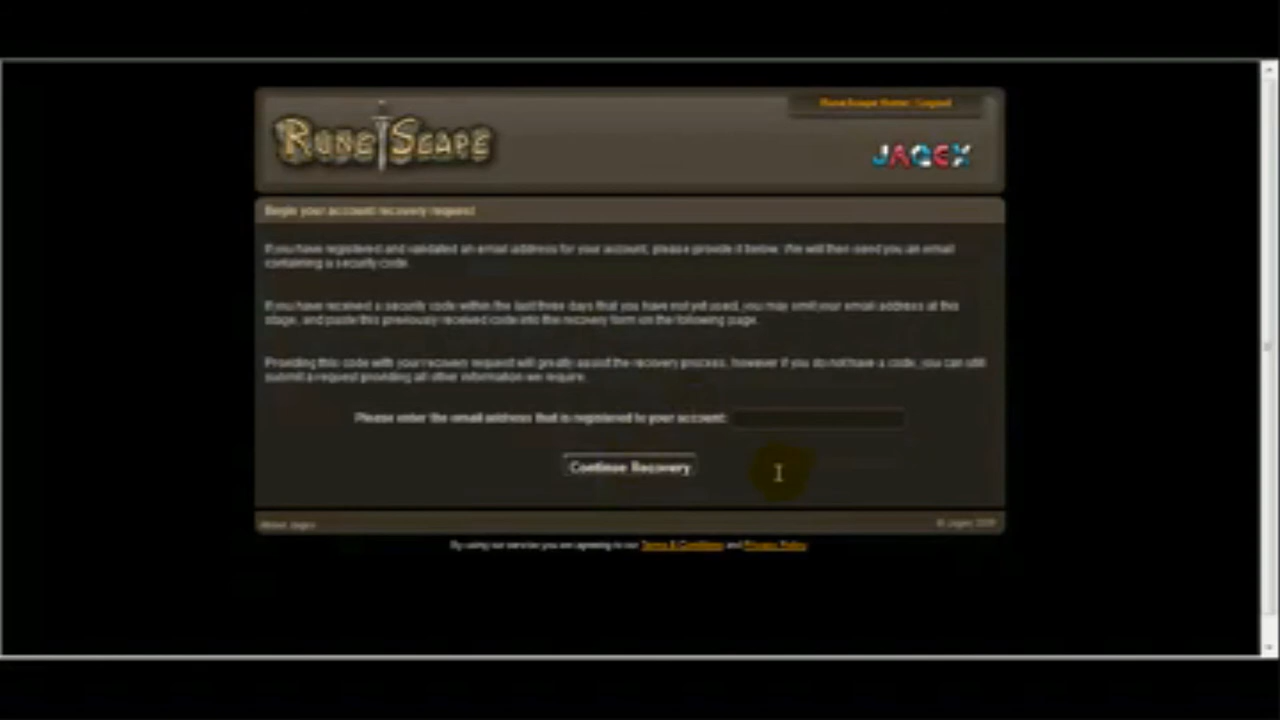 RuneScape Home | Logout
RUNESCAPE
JAGEX
Begin your account recovery request
If you have registered and validated an email address for your account, please provide it below. We will then send you an email
containing a security code.
If you have received a security code within the last three days that you have not yet used, you may omit your email address at this
stage, and paste this previously received code into the recovery form on the following page.
Providing this code with your recovery request will greatly assist the recovery process, however if you do not have a code, you can still
submit a request providing all other information we require.
Please enter the email address that is registered to your account:
Continue Recovery
About Jagex
© Jagex
By using our service you are agreeing to our Terms & Conditions and Privacy Policy